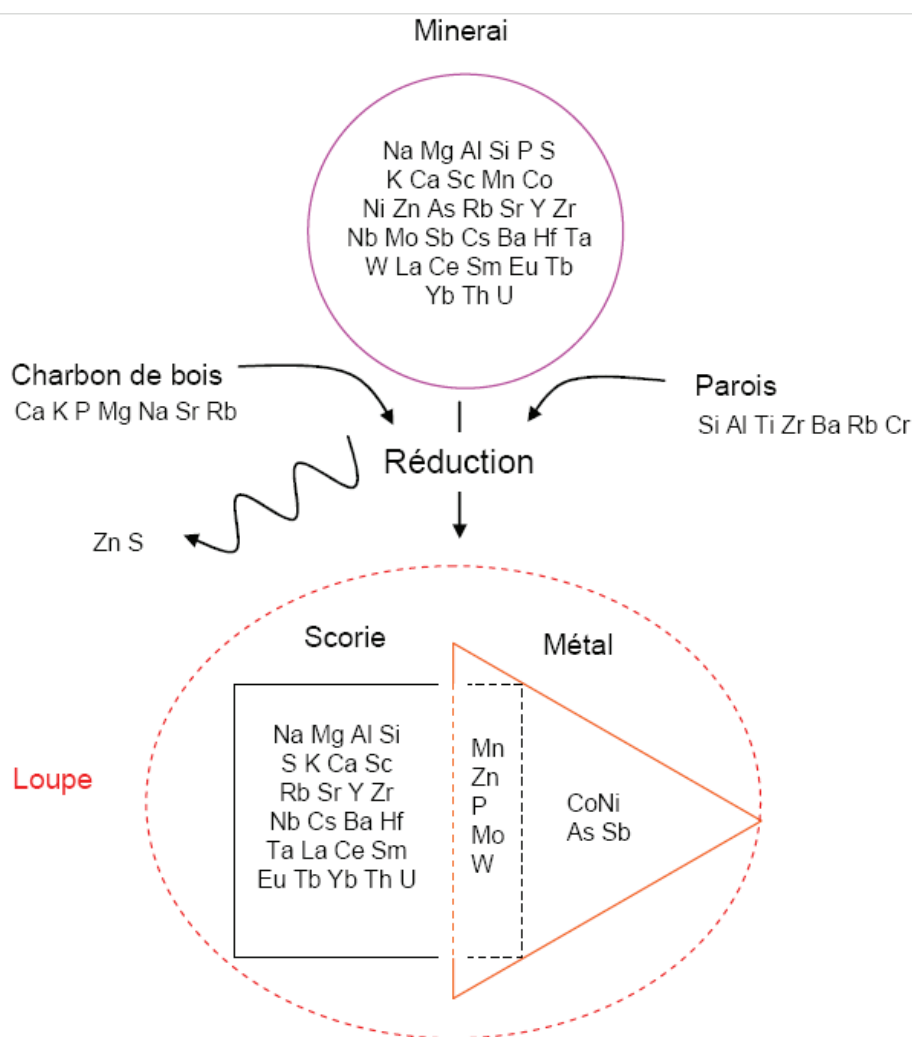 Minerai
Na Mg Al Si P S
K Ca Sc Mn Co
Ni Zn As Rb Sr Y Zr
Nb Mo Sb Cs Ba Hf Ta
W La Ce Sm Eu Tb
Yb Th U
Charbon de bois
Ca K P Mg Na Sr Rb
Parois
Si Al Ti Zr Ba Rb Cr
Réduction
Zn S
Loupe
Scorie
Na Mg Al Si
S K Ca Sc
Rb Sr Y Zr
Nb Cs Ba Hf
Ta La Ce Sm
Eu Tb Yb Th U
Mn
Zn
P
Mo
W
Métal
CoNi
As Sb